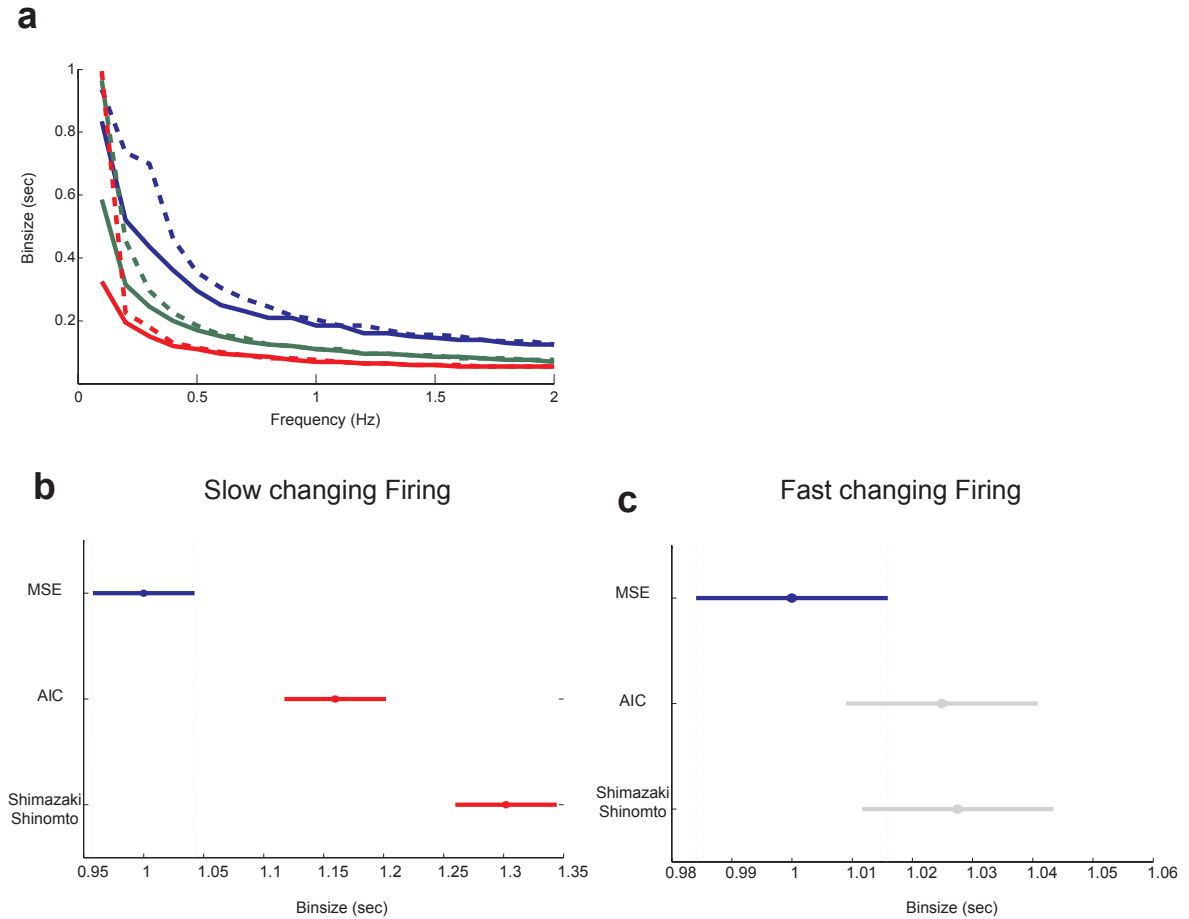 a
1
0.8
0.6
0.4
0.2
Binsize (sec)
0 0.5 1 1.5 2
Frequency (Hz)
b Slow changing Firing
MSE
AIC
Shimazaki
Shinomto
0.95 1 1.05 1.1 1.15 1.2 1.25 1.3 1.35
Binsize (sec)
c Fast changing Firing
MSE
AIC
Shimazaki
Shinomto
0.98 0.99 1 1.01 1.02 1.03 1.04 1.05 1.06
Binsize (sec)